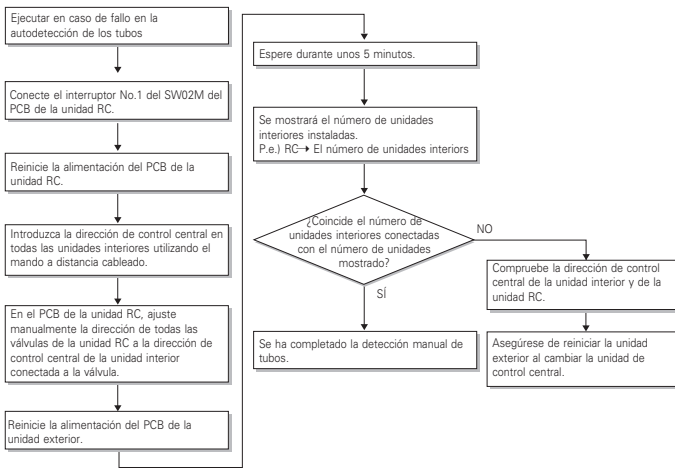 Ejecutar en caso de fallo en la
autodetección de los tubos
Conecte el interruptor No.1 del SW02M del
PCB de la unidad RC.
Reinicie la alimentación del PCB de la
unidad RC.
Introduzca la dirección de control central en
todas las unidades interiores utilizando el
mando a distancia cableado.
En el PCB de la unidad RC, ajuste
manualmente la dirección de todas las
válvulas de la unidad RC a la dirección de
control central de la unidad interior
conectada a la válvula.
Reinicie la alimentación del PCB de la
unidad exterior.
Espere durante unos 5 minutos.
Se mostrará el número de unidades
interiores instaladas.
P.e.) RC→ El número de unidades interiors
¿Coincide el número de
unidades interiores conectadas
con el número de unidades
mostrado?
NO
SÍ
Se ha completado la detección manual de
tubos.
Compruebe la dirección de control
central de la unidad interior y de la
unidad RC.
Asegúrese de reiniciar la unidad
exterior al cambiar la unidad de
control central.